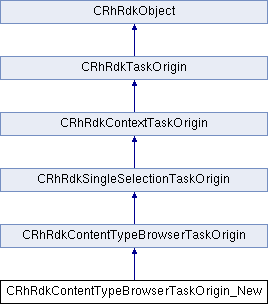 CRhRdkObject
CRhRdkTaskOrigin
CRhRdkContextTaskOrigin
CRhRdkSingleSelectionTaskOrigin
CRhRdkContentTypeBrowserTaskOrigin
CRhRdkContentTypeBrowserTaskOrigin_New